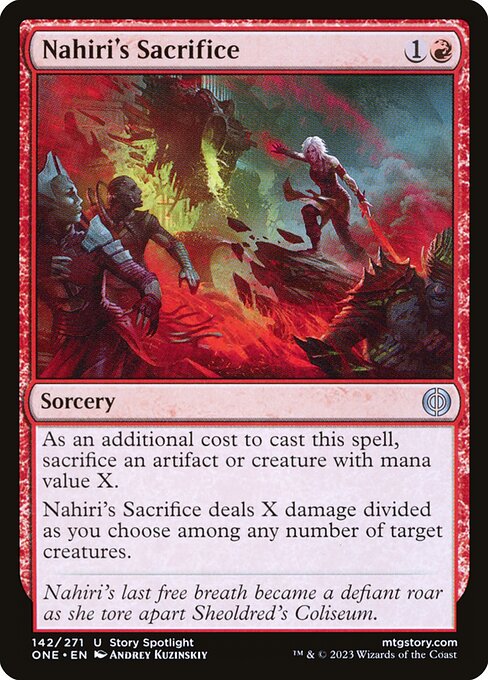 Nahiri's Sacrifice 1
Sorcery
As an additional cost to cast this spell,
sacrifice an artifact or creature with mana
value X.
Nahiri's Sacrifice deals X damage divided
as you choose among any number of target
creatures.
Nahiri's last free breath became a defiant roar
as she tore apart Sheoldred's Coliseum.
142/271 U Story Spotlight mtgstory.com
ONE • EN Andrey Kuzinskiy ™ & © 2023 Wizards of the Coast